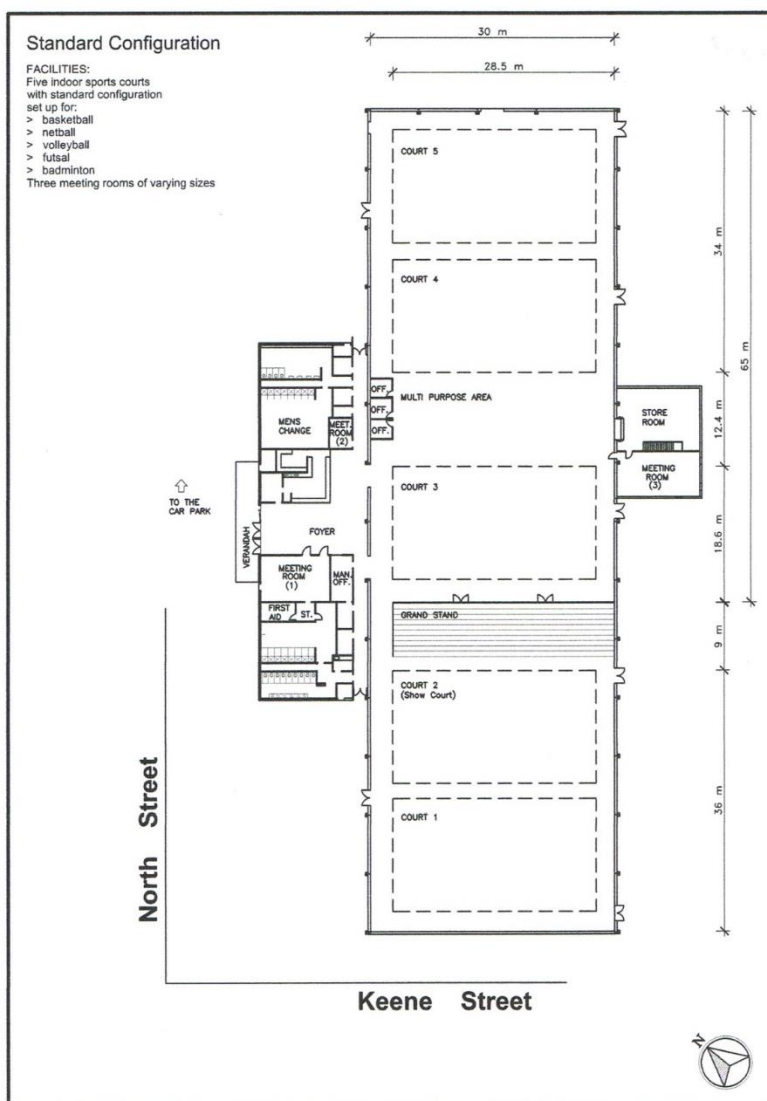 Standard Configuration
FACILITIES:
Five indoor sports courts
with standard configuration
set up for:
> basketball
> netball
> volleyball
> futsal
> badminton
Three meeting rooms of varying sizes
30 m
28.5 m
COURT 5
34 m
COURT 4
65 m
OFF.
MULTI PURPOSE AREA
OFF.
OFF.
MENS
CHANGE
MEET.
ROOM
(2)
12.4 m
STORE
ROOM
MEETING
ROOM
(3)
TO THE
CAR PARK
VERANDAH
FOYER
COURT 3
18.6 m
MEETING
ROOM
(1)
MAN.
OFF.
FIRST
AID
ST.
GRAND STAND
9 m
COURT 2
(Show Court)
36 m
COURT 1
North Street
Keene Street
N